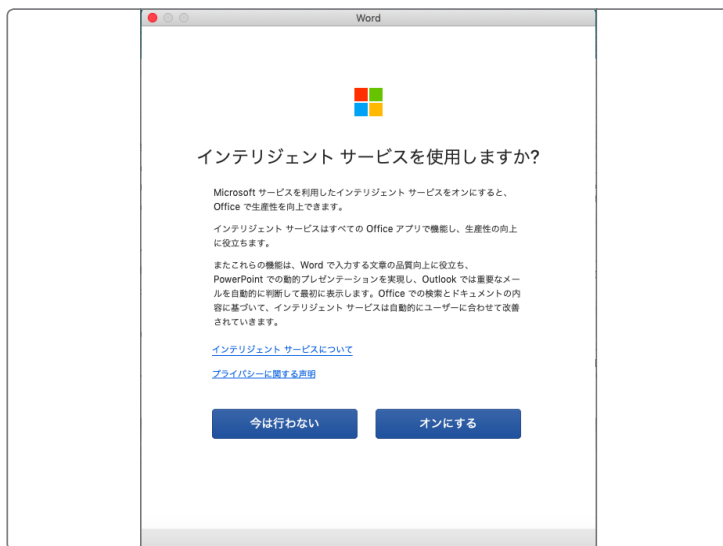 Word
インテリジェント サービスを使用しますか?
Microsoft サービスを利用したインテリジェント サービスをオンにすると、
Office で生産性を向上できます。
インテリジェント サービスはすべての Office アプリで機能し、生産性の向上
に役立ちます。
またこれらの機能は、Word で入力する文章の品質向上に役立ち、
PowerPoint での動的プレゼンテーションを実現し、Outlook では重要なメー
ルを自動的に判断して最初に表示します。Office での検索とドキュメントの内
容に基づいて、インテリジェント サービスは自動的にユーザーに合わせて改善
されていきます。
インテリジェント サービスについて
プライバシーに関する声明
今は行わない
オンにする